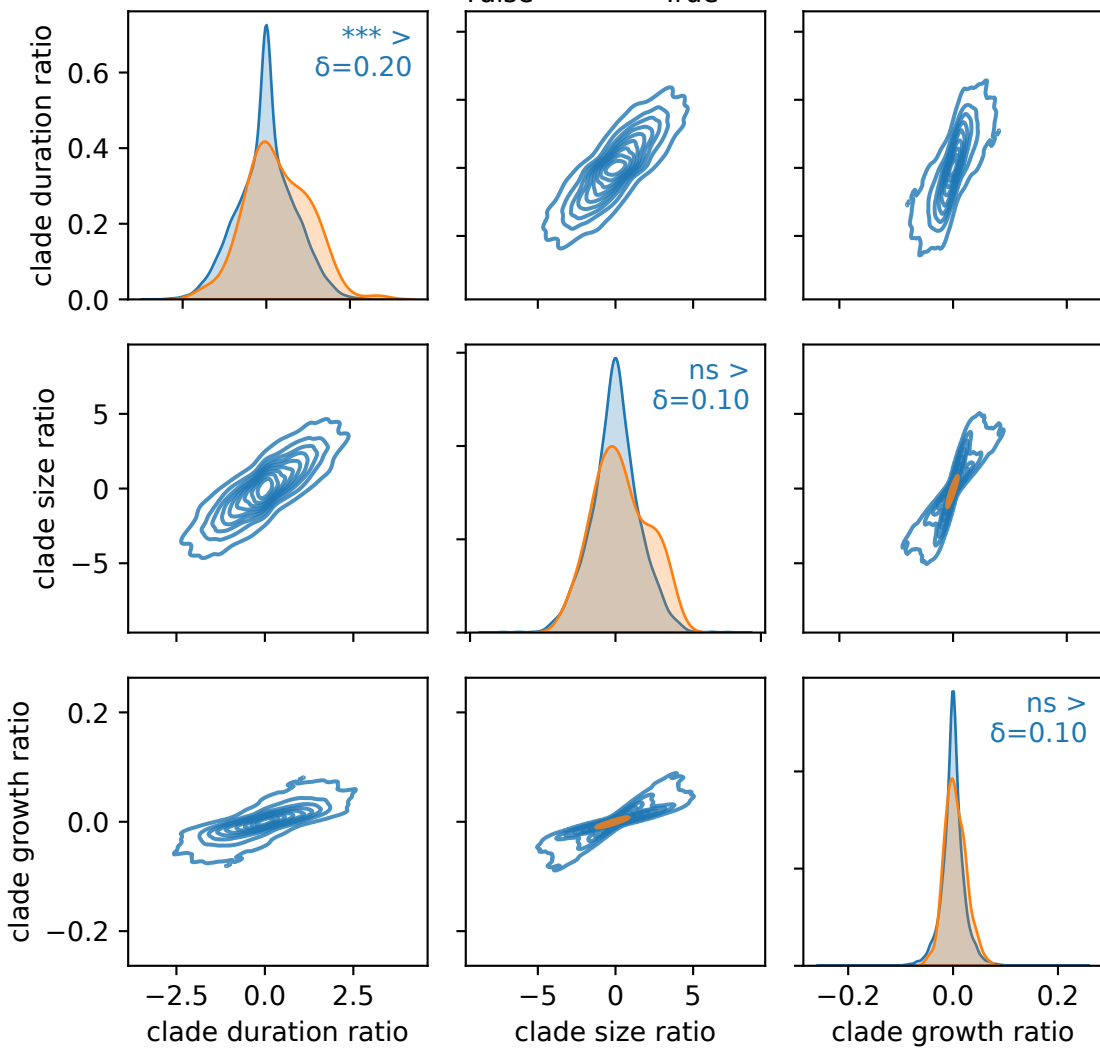 True
*** >
δ=0.20
clade duration ratio
0.6
0.4
0.2
0.0
ns >
δ=0.10
clade size ratio
5
0
−5
ns >
δ=0.10
clade growth ratio
0.2
0.0
−0.2
−2.5 0.0 2.5
−5 0 5
−0.2 0.0 0.2
clade duration ratio
clade size ratio
clade growth ratio